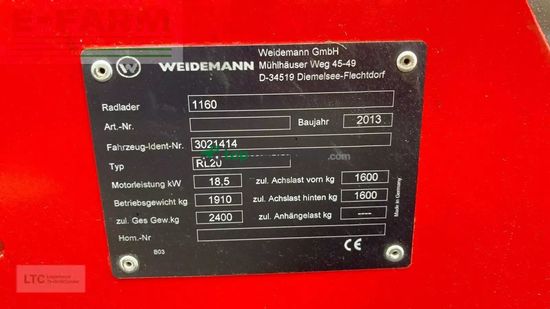 E-FARM
Weidemann GmbH
WEIDEMANN Mühlhäuser Weg 45-49
D-34519 Diemelsee-Flechtdorf
Radlader 1160
Art.-Nr. Baujahr 2013
Fahrzeug-Ident-Nr. 3021414
Typ RL20 .com
Motorleistung kW 18,5 zul. Achslast vorn kg 1600
Betriebsgewicht kg 1910 zul. Achslast hinten kg 1600
zul. Ges Gew.kg 2400 zul. Anhängelast kg ----
Hom.-Nr
B03 CE
Made in Germany
LTC